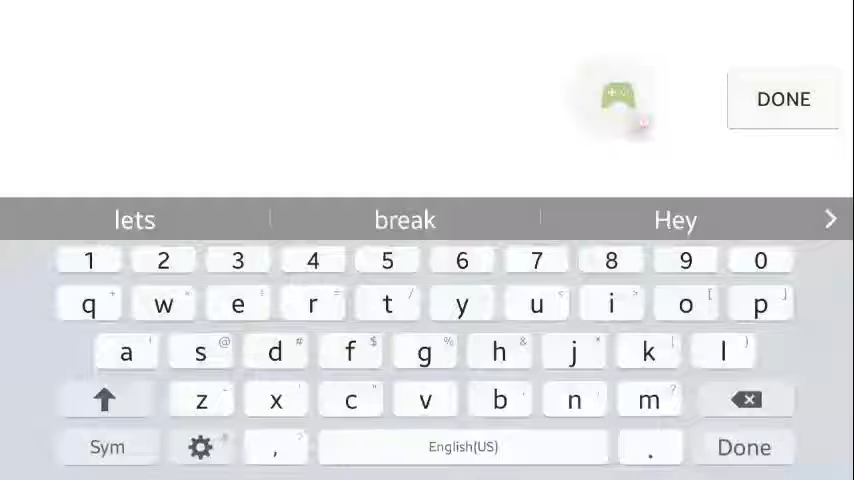 DONE
lets break Hey >
1 2 3 4 5 6 7 8 9 0
q w e r t y u i o p
a s @ d # f $ g % h & j k l
z x c v b n m ?
Sym , English(US) . Done